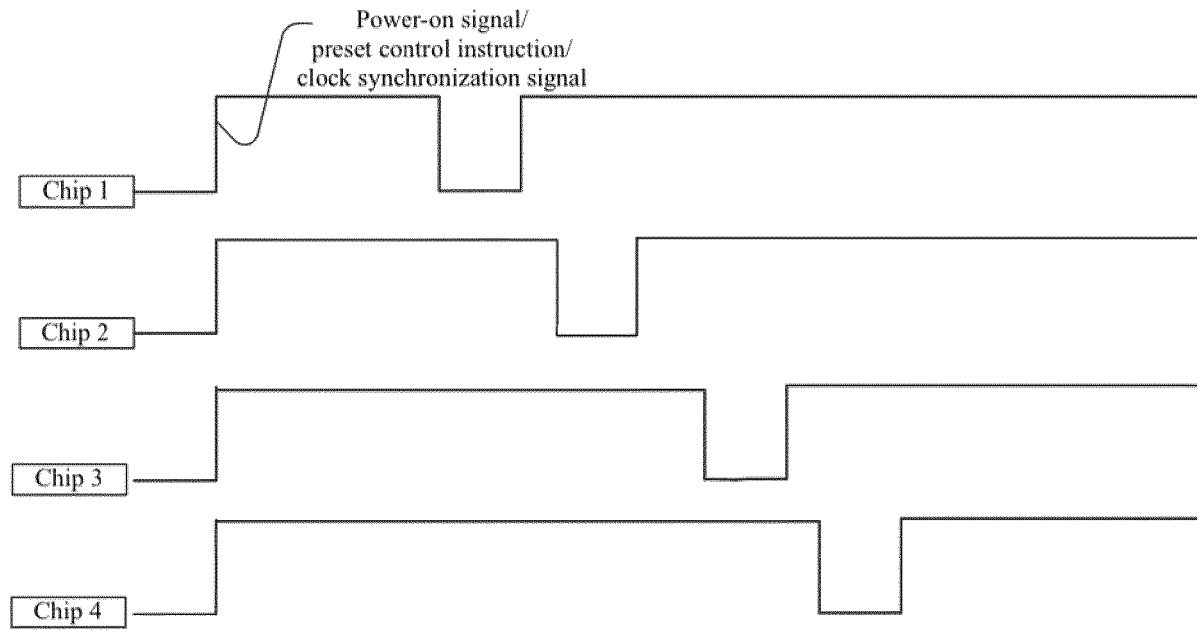 Power-on signal/
preset control instruction/
clock synchronization signal
Chip 1
Chip 2
Chip 3
Chip 4